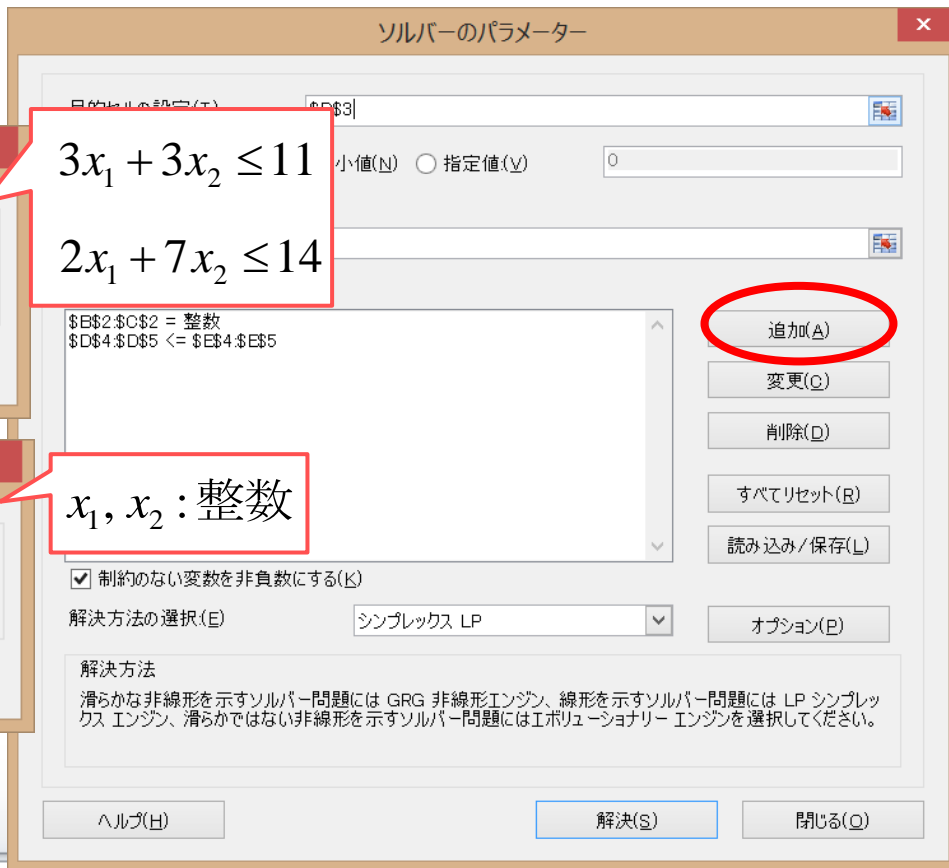 ソルバーのパラメーター
$D$3
3x₁ + 3x₂ ≤ 11
小値(N) 指定値:(V) 0
2x₁ + 7x₂ ≤ 14
$B$2:$C$2 = 整数
$D$4:$D$5 <= $E$4:$E$5
追加(A)
変更(C)
削除(D)
すべてリセット(R)
読み込み/保存(L)
x₁, x₂ : 整数
制約のない変数を非負数にする(K)
解決方法の選択:(E) シンプレックス LP
オプション(P)
解決方法
滑らかな非線形を示すソルバー問題には GRG 非線形エンジン、線形を示すソルバー問題には LP シンプレッ
クス エンジン、滑らかではない非線形を示すソルバー問題にはエボリューショナリー エンジンを選択してください。
ヘルプ(H) 解決(S) 閉じる(O)